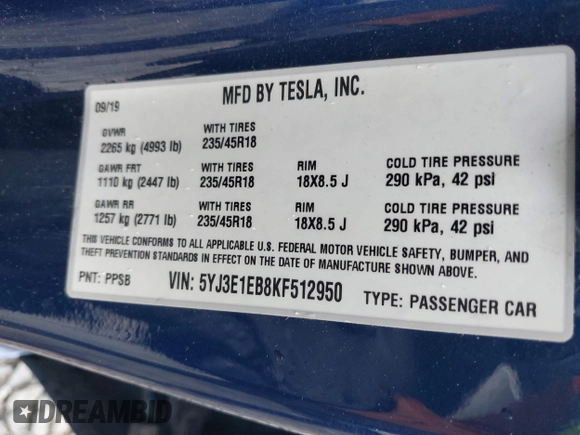 MFD BY TESLA, INC.
09/19
GVWR WITH TIRES
2265 kg (4993 lb) 235/45R18
GAWR FRT WITH TIRES RIM COLD TIRE PRESSURE
1110 kg (2447 lb) 235/45R18 18X8.5 J 290 kPa, 42 psi
GAWR RR WITH TIRES RIM COLD TIRE PRESSURE
1257 kg (2771 lb) 235/45R18 18X8.5 J 290 kPa, 42 psi
THIS VEHICLE CONFORMS TO ALL APPLICABLE U.S. FEDERAL MOTOR VEHICLE SAFETY, BUMPER, AND
THEFT PREVENTION STANDARDS IN EFFECT ON THE DATE OF MANUFACTURE SHOWN ABOVE.
PNT: PPSB VIN: 5YJ3E1EB8KF512950 TYPE: PASSENGER CAR
DREAMBID